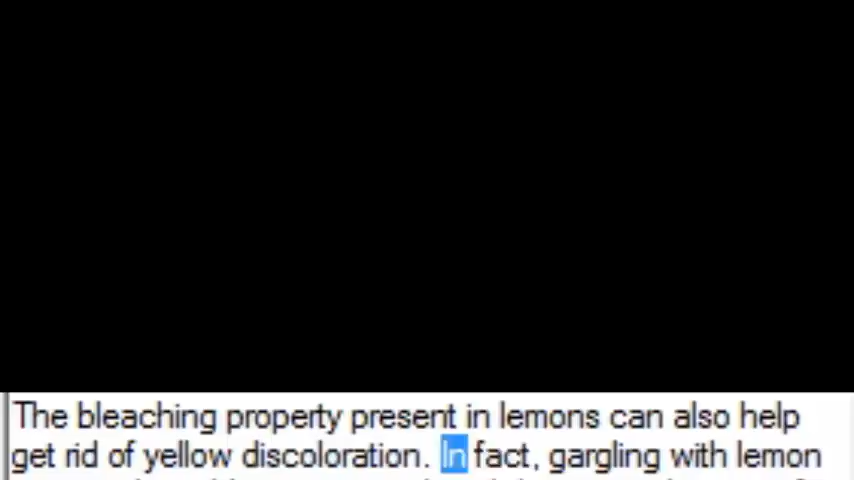 The bleaching property present in lemons can also help
get rid of yellow discoloration. In fact, gargling with lemon